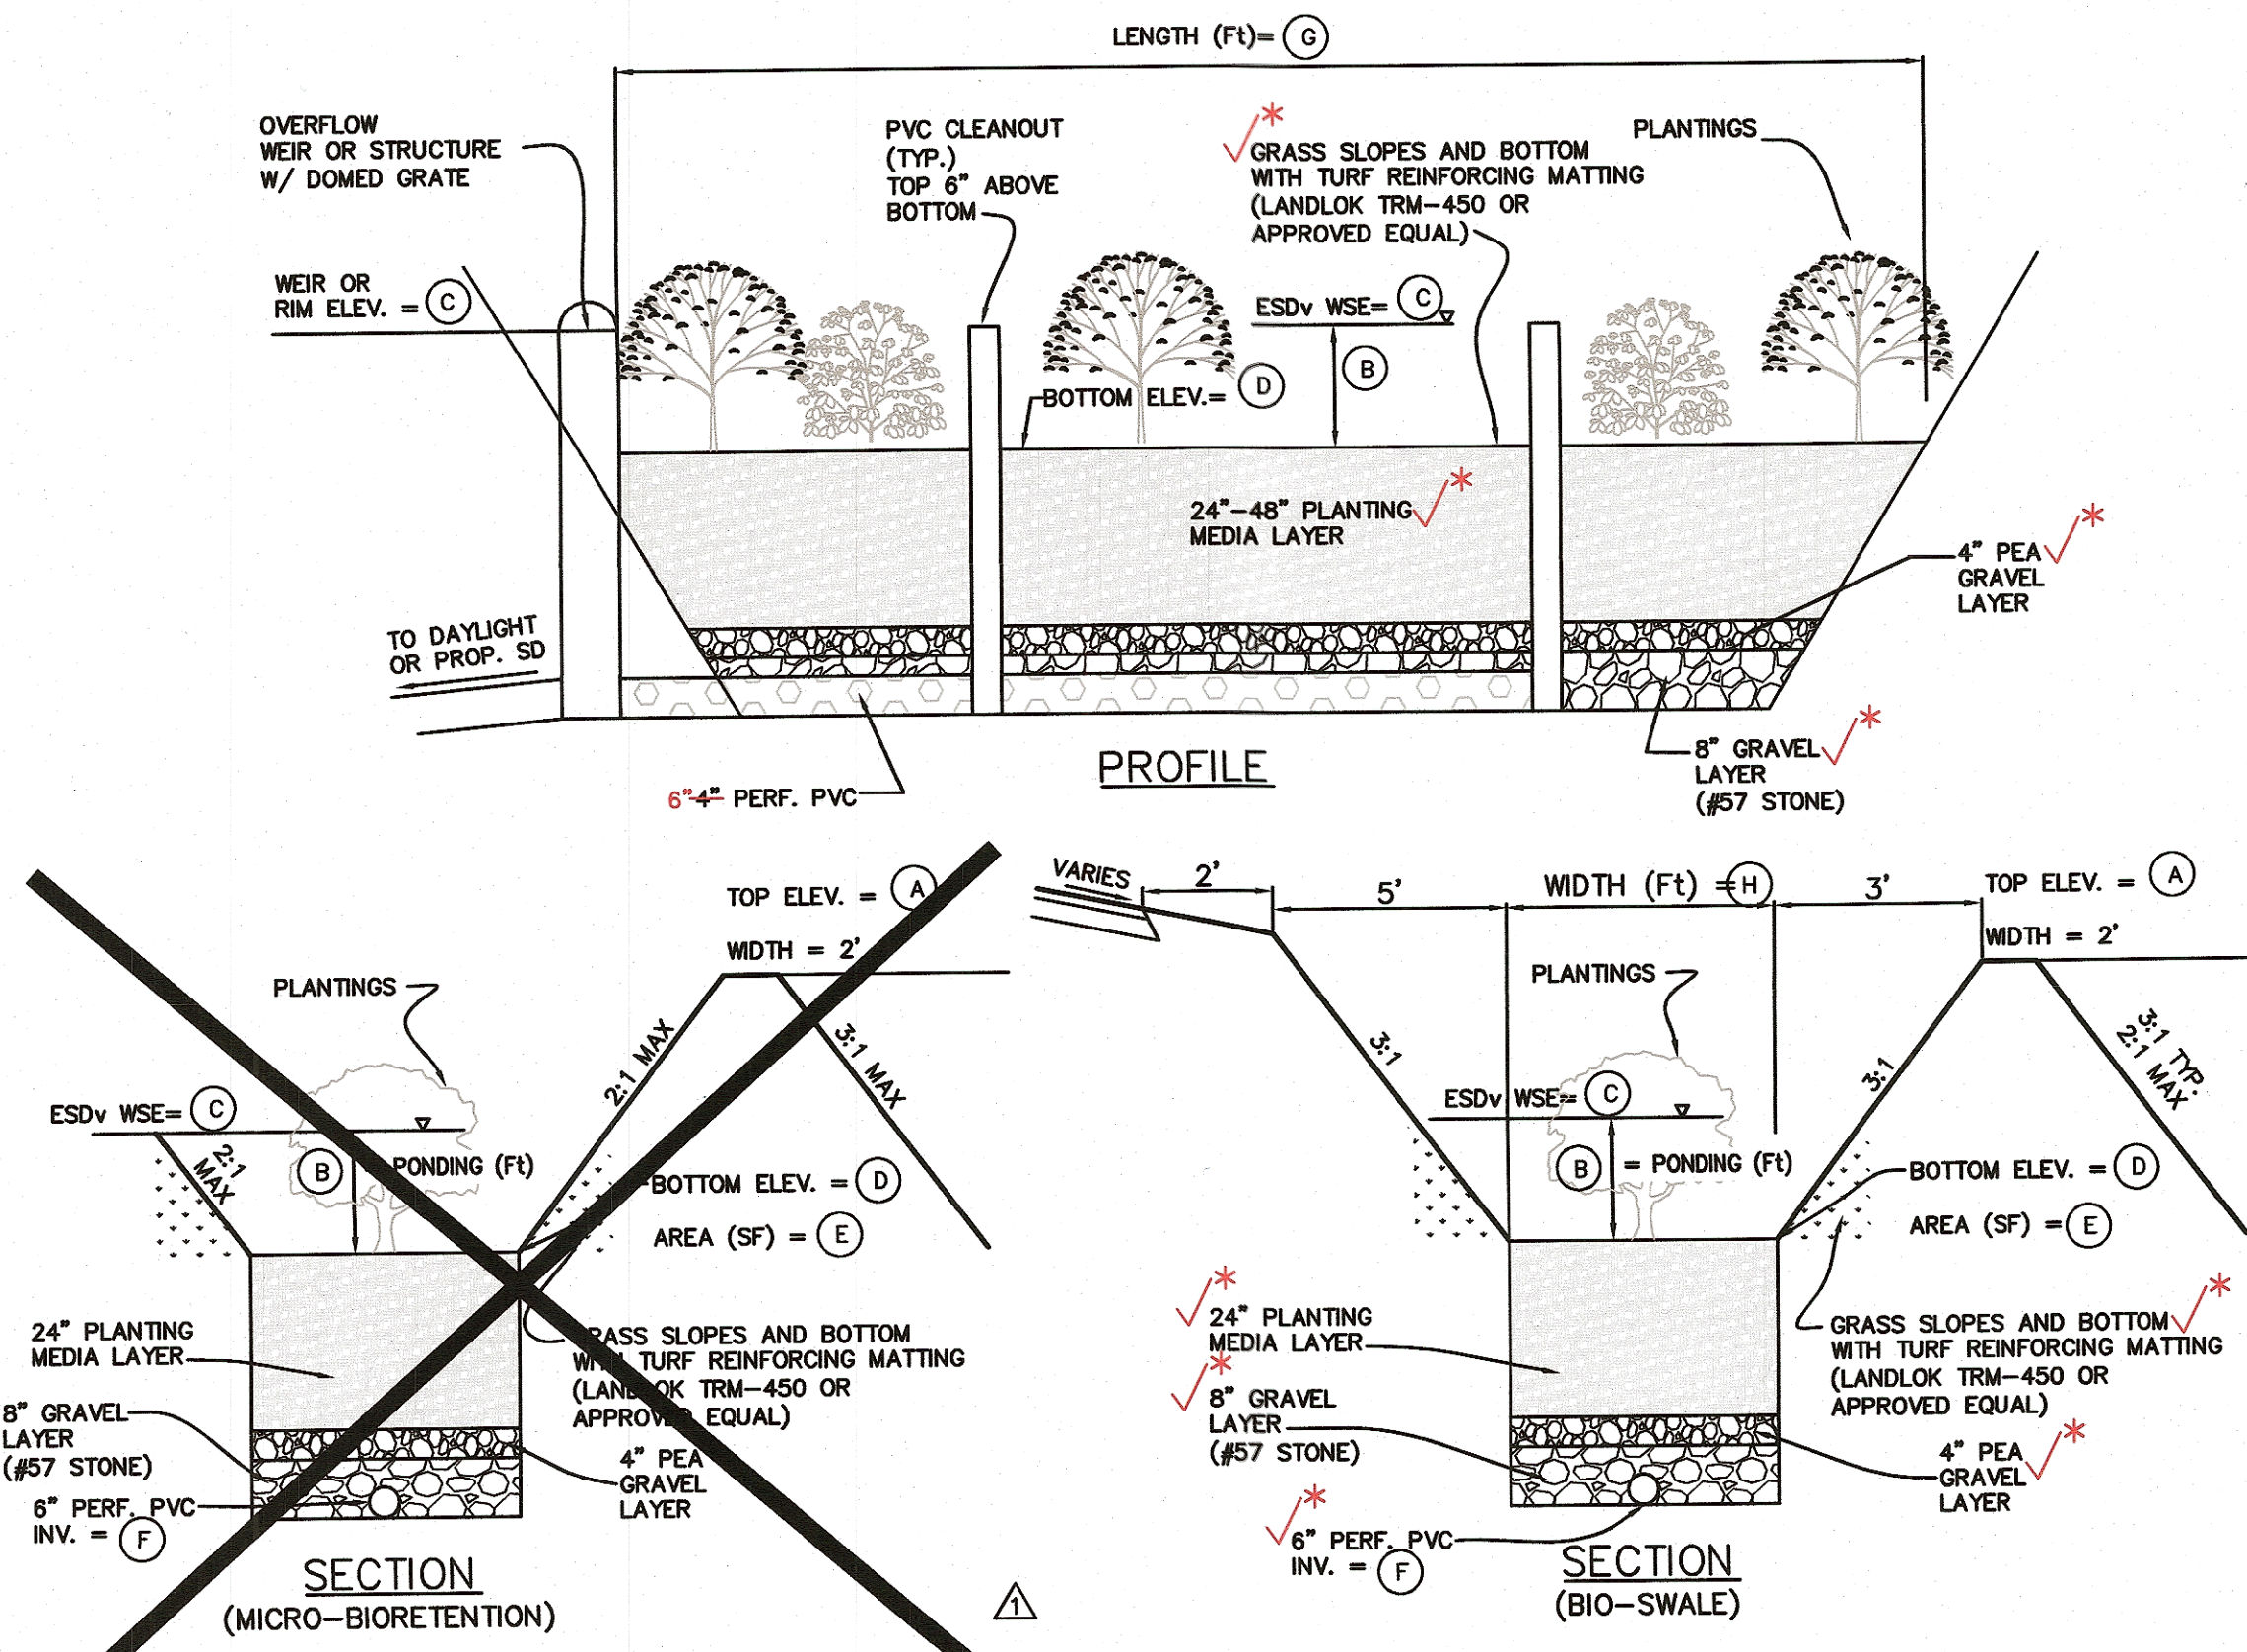 LENGTH (Ft)= G
OVERFLOW
WEIR OR STRUCTURE
W/ DOMED GRATE
PVC CLEANOUT
(TYP.)
TOP 6" ABOVE
BOTTOM
GRASS SLOPES AND BOTTOM
WITH TURF REINFORCING MATTING
(LANDLOK TRM-450 OR
APPROVED EQUAL)
PLANTINGS
WEIR OR
RIM ELEV. = C
ESDv WSE= C
B
BOTTOM ELEV.= D
24"-48" PLANTING
MEDIA LAYER
4" PEA
GRAVEL
LAYER
TO DAYLIGHT
OR PROP. SD
8" GRAVEL
LAYER
(#57 STONE)
6" 4" PERF. PVC
PROFILE
TOP ELEV. = A
WIDTH = 2'
PLANTINGS
2:1 MAX
3:1 MAX
ESDv WSE= C
2:1
MAX
B PONDING (Ft)
BOTTOM ELEV. = D
AREA (SF) = E
24" PLANTING
MEDIA LAYER
GRASS SLOPES AND BOTTOM
WITH TURF REINFORCING MATTING
(LANDLOK TRM-450 OR
APPROVED EQUAL)
8" GRAVEL
LAYER
(#57 STONE)
4" PEA
GRAVEL
LAYER
6" PERF. PVC
INV. = F
SECTION
(MICRO-BIORETENTION)
1
VARIES
2'
5'
WIDTH (Ft) = H
3'
TOP ELEV. = A
WIDTH = 2'
PLANTINGS
3:1
3:1
3:1 TYP.
2:1 MAX
ESDv WSE= C
B = PONDING (Ft)
BOTTOM ELEV. = D
AREA (SF) = E
24" PLANTING
MEDIA LAYER
GRASS SLOPES AND BOTTOM
WITH TURF REINFORCING MATTING
(LANDLOK TRM-450 OR
APPROVED EQUAL)
8" GRAVEL
LAYER
(#57 STONE)
4" PEA
GRAVEL
LAYER
6" PERF. PVC
INV. = F
SECTION
(BIO-SWALE)